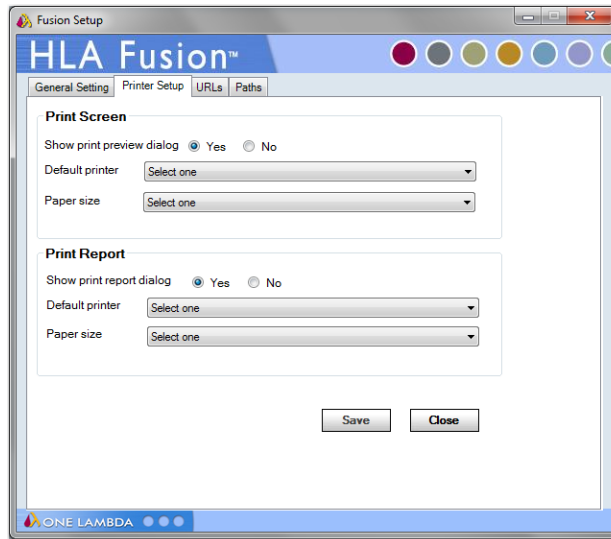 Fusion Setup
HLA Fusion™
General Setting Printer Setup URLs Paths
Print Screen
Show print preview dialog Yes No
Default printer Select one
Paper size Select one
Print Report
Show print report dialog Yes No
Default printer Select one
Paper size Select one
Save Close
ONE LAMBDA